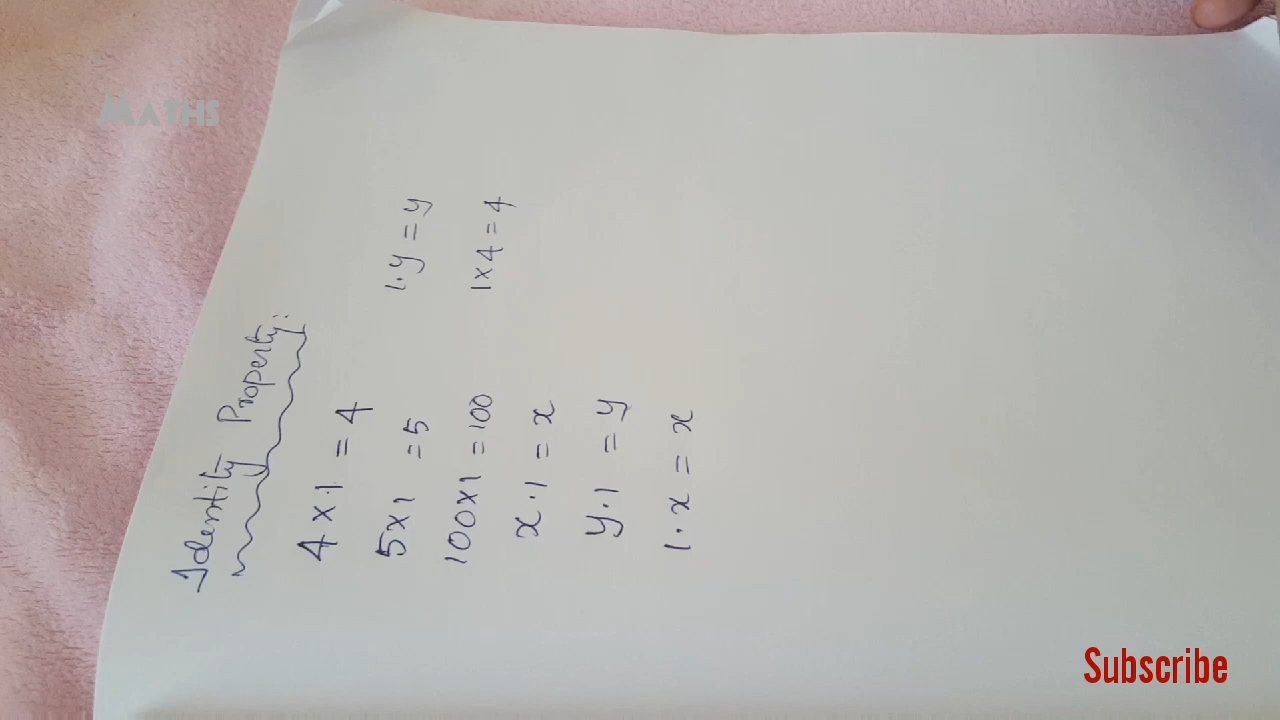 MATHS
Identity Property:
4 × 1 = 4
5 × 1 = 5
100 × 1 = 100
x · 1 = x
y · 1 = y
1 · x = x
1 · y = y
1 × 4 = 4
Subscribe